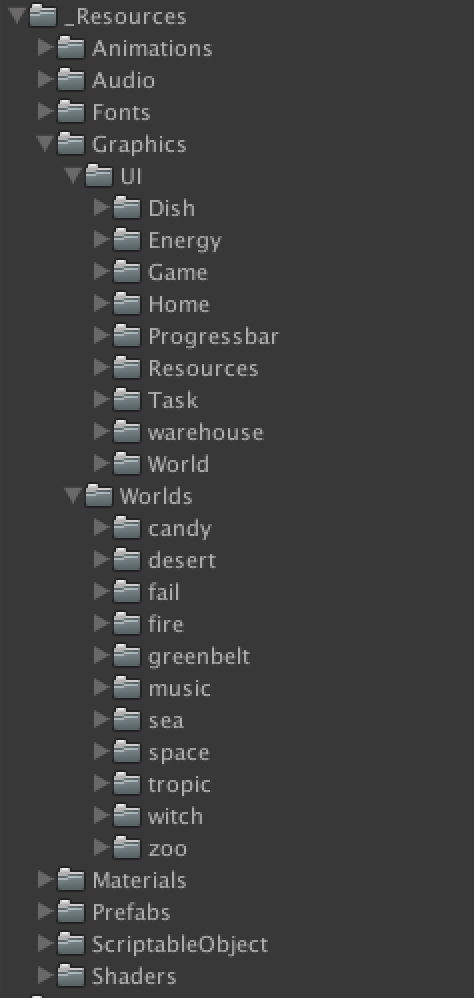 _Resources
Animations
Audio
Fonts
Graphics
UI
Dish
Energy
Game
Home
Progressbar
Resources
Task
warehouse
World
Worlds
candy
desert
fail
fire
greenbelt
music
sea
space
tropic
witch
zoo
Materials
Prefabs
ScriptableObject
Shaders